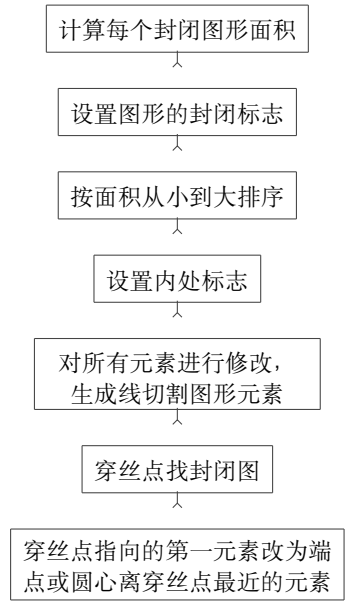 计算每个封闭图形面积
设置图形的封闭标志
按面积从小到大排序
设置内处标志
对所有元素进行修改，
生成线切割图形元素
穿丝点找封闭图
穿丝点指向的第一元素改为端
点或圆心离穿丝点最近的元素